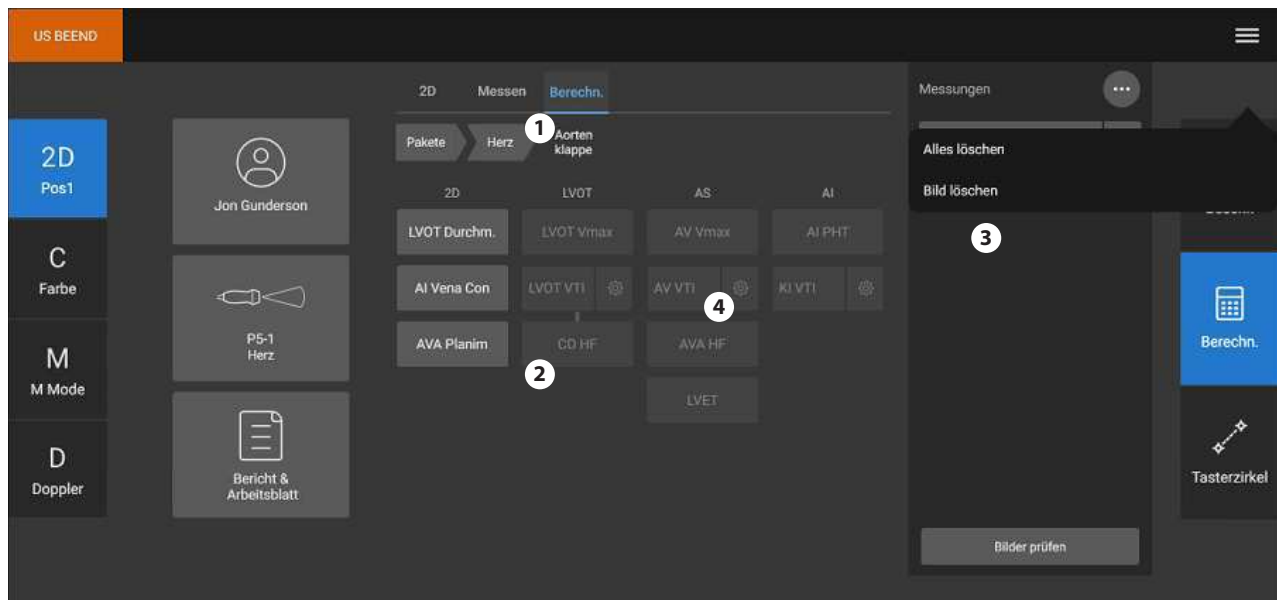 US BEEND
2D
Pos1
C
Farbe
M
M Mode
D
Doppler
Jon Gunderson
P5-1
Herz
Bericht &
Arbeitsblatt
2D Messen Berechn.
1
Pakete Herz Aorten
klappe
2D LVOT AS AI
LVOT Durchm. LVOT Vmax AV Vmax AI PHT
AI Vena Con LVOT VTI AV VTI KI VTI
4
AVA Planim CO HF AVA HF
2
LVET
Messungen
Alles löschen
Bild löschen
3
Bilder prüfen
Berechn.
Tasterzirkel